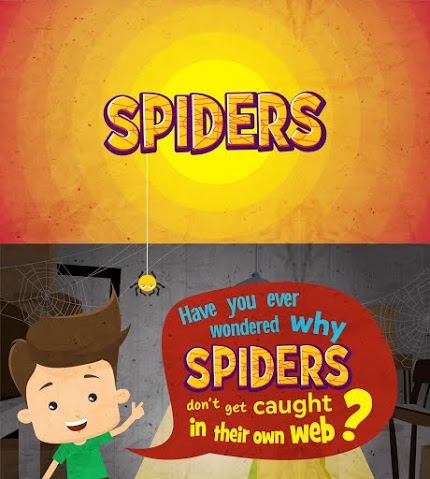 SPIDERS
Have you ever
wondered why
SPIDERS
don't get caught
in their own web?